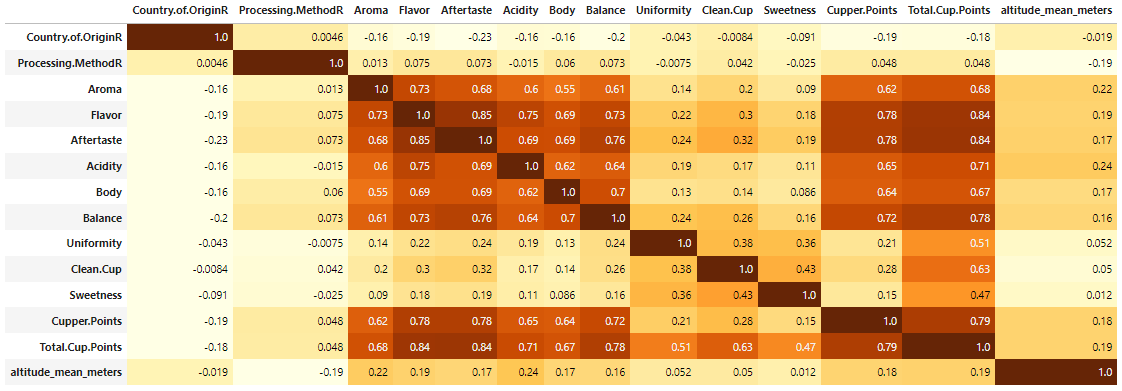 Country.of.OriginR Processing.MethodR Aroma Flavor Aftertaste Acidity Body Balance Uniformity Clean.Cup Sweetness Cupper.Points Total.Cup.Points altitude_mean_meters
Country.of.OriginR 1.0 0.0046 -0.16 -0.19 -0.23 -0.16 -0.16 -0.2 -0.043 -0.0084 -0.091 -0.19 -0.18 -0.019
Processing.MethodR 0.0046 1.0 0.013 0.075 0.073 -0.015 0.06 0.073 -0.0075 0.042 -0.025 0.048 0.048 -0.19
Aroma -0.16 0.013 1.0 0.73 0.68 0.6 0.55 0.61 0.14 0.2 0.09 0.62 0.68 0.22
Flavor -0.19 0.075 0.73 1.0 0.85 0.75 0.69 0.73 0.22 0.3 0.18 0.78 0.84 0.19
Aftertaste -0.23 0.073 0.68 0.85 1.0 0.69 0.69 0.76 0.24 0.32 0.19 0.78 0.84 0.17
Acidity -0.16 -0.015 0.6 0.75 0.69 1.0 0.62 0.64 0.19 0.17 0.11 0.65 0.71 0.24
Body -0.16 0.06 0.55 0.69 0.69 0.62 1.0 0.7 0.13 0.14 0.086 0.64 0.67 0.17
Balance -0.2 0.073 0.61 0.73 0.76 0.64 0.7 1.0 0.24 0.26 0.16 0.72 0.78 0.16
Uniformity -0.043 -0.0075 0.14 0.22 0.24 0.19 0.13 0.24 1.0 0.38 0.36 0.21 0.51 0.052
Clean.Cup -0.0084 0.042 0.2 0.3 0.32 0.17 0.14 0.26 0.38 1.0 0.43 0.28 0.63 0.05
Sweetness -0.091 -0.025 0.09 0.18 0.19 0.11 0.086 0.16 0.36 0.43 1.0 0.15 0.47 0.012
Cupper.Points -0.19 0.048 0.62 0.78 0.78 0.65 0.64 0.72 0.21 0.28 0.15 1.0 0.79 0.18
Total.Cup.Points -0.18 0.048 0.68 0.84 0.84 0.71 0.67 0.78 0.51 0.63 0.47 0.79 1.0 0.19
altitude_mean_meters -0.019 -0.19 0.22 0.19 0.17 0.24 0.17 0.16 0.052 0.05 0.012 0.18 0.19 1.0